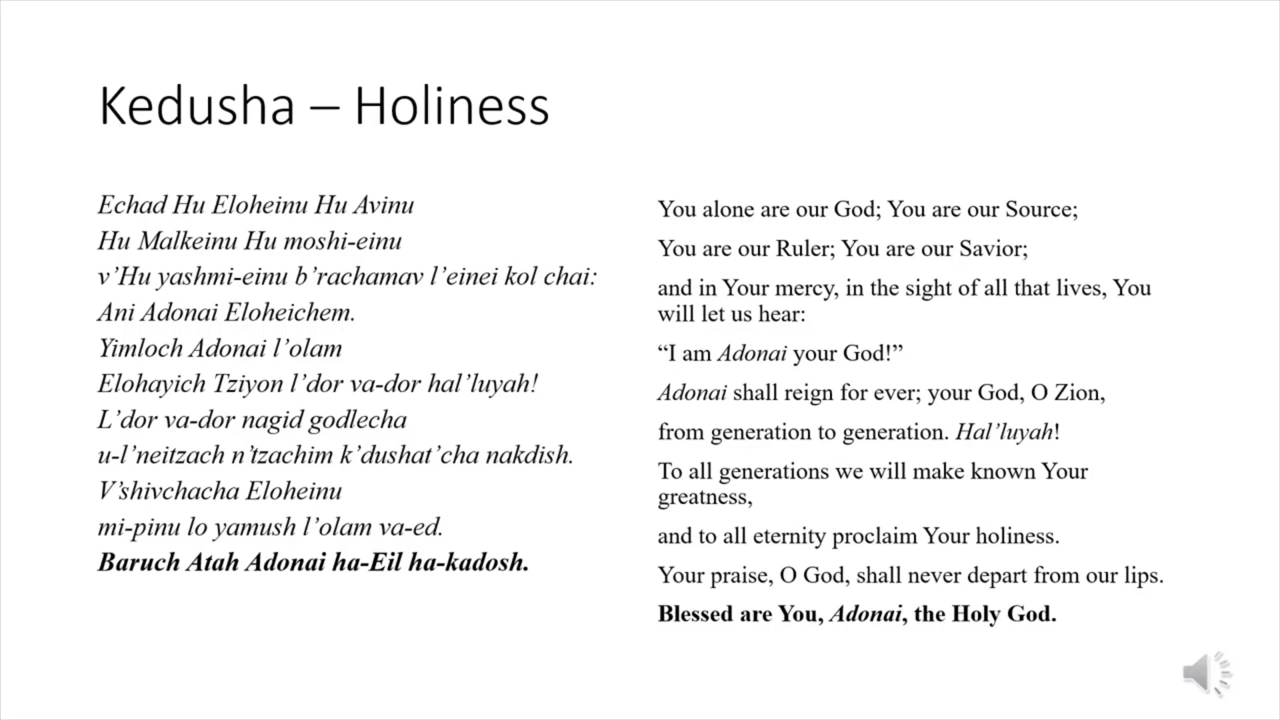 Kedusha – Holiness
Echad Hu Eloheinu Hu Avinu
Hu Malkeinu Hu moshi-einu
v’Hu yashmi-einu b’rachamav l’einei kol chai:
Ani Adonai Eloheichem.
Yimloch Adonai l’olam
Elohayich Tziyon l’dor va-dor hal’luyah!
L’dor va-dor nagid godlecha
u-l’neitzach n’tzachim k’dushat’cha nakdish.
V’shivchacha Eloheinu
mi-pinu lo yamush l’olam va-ed.
Baruch Atah Adonai ha-Eil ha-kadosh.
You alone are our God; You are our Source;
You are our Ruler; You are our Savior;
and in Your mercy, in the sight of all that lives, You
will let us hear:
“I am Adonai your God!”
Adonai shall reign for ever; your God, O Zion,
from generation to generation. Hal’luyah!
To all generations we will make known Your
greatness,
and to all eternity proclaim Your holiness.
Your praise, O God, shall never depart from our lips.
Blessed are You, Adonai, the Holy God.